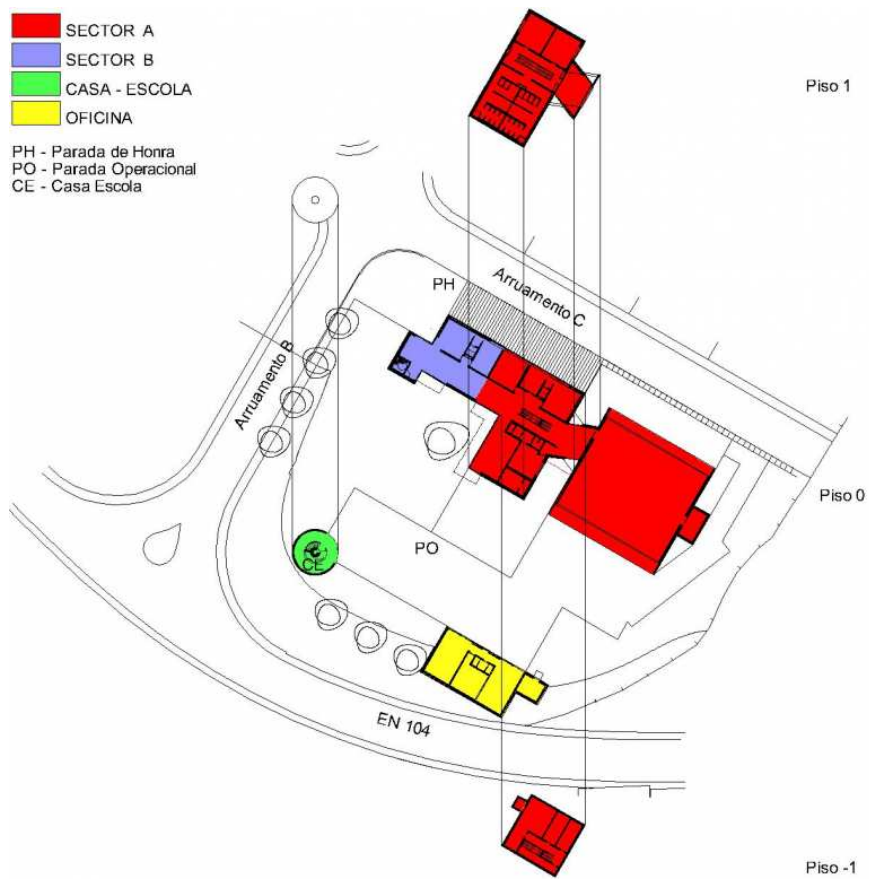 SECTOR A
SECTOR B
CASA - ESCOLA
OFICINA
PH - Parada de Honra
PO - Parada Operacional
CE - Casa Escola
Piso 1
PH
Arruamento C
Arruamento B
Piso 0
PO
CE
EN 104
Piso -1